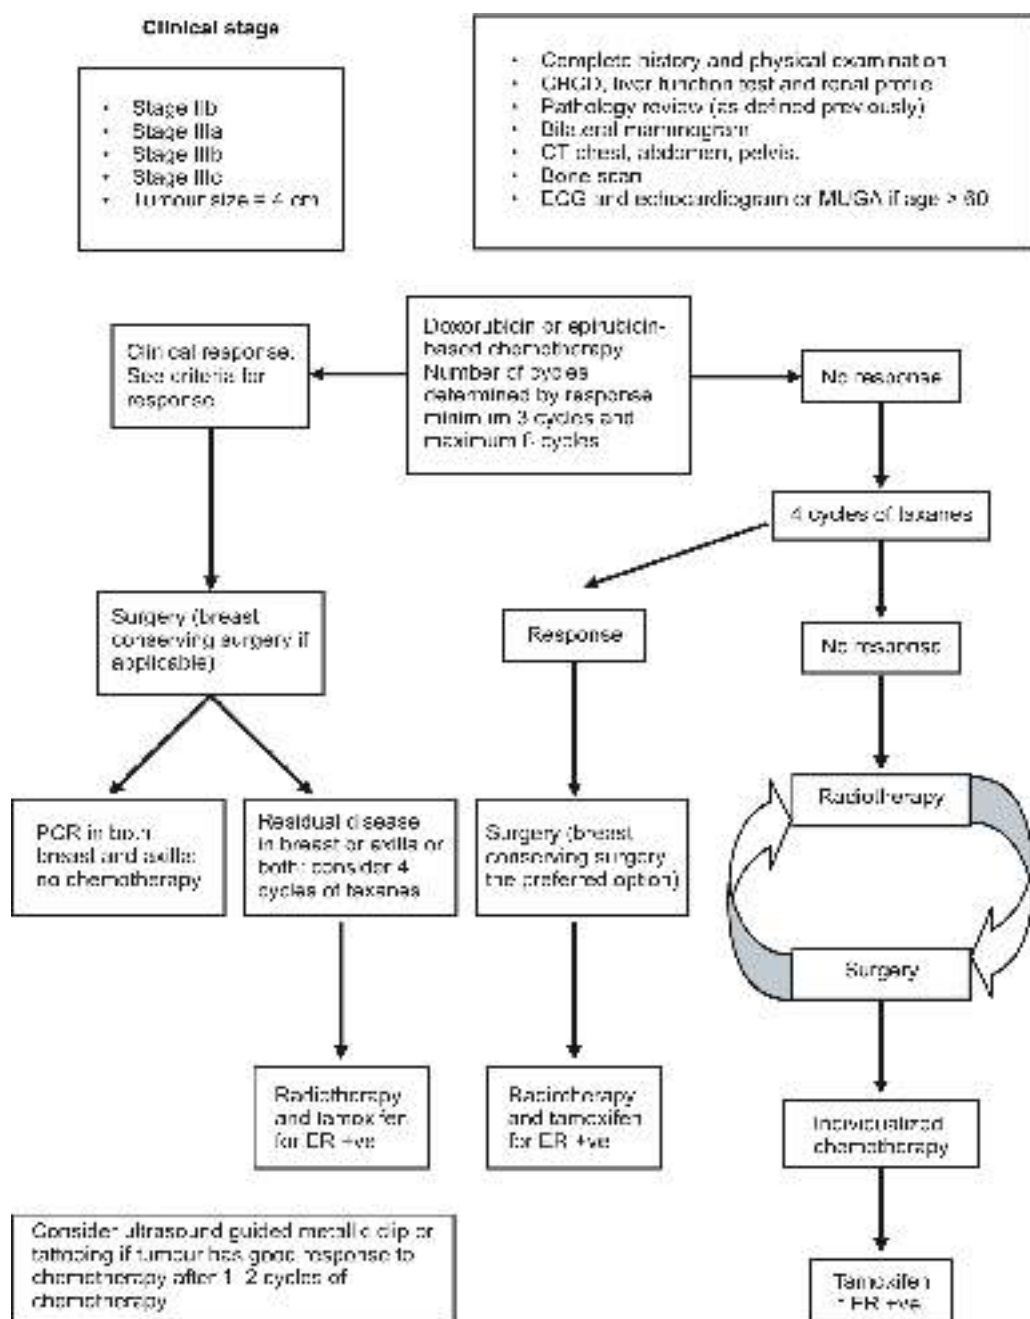 Clinical stage
• Stage IIb
• Stage IIIa
• Stage IIIb
• Stage IIIc
• Tumour size = 4 cm
• Complete history and physical examination
• CBCD, liver function test and renal profile
• Pathology review (as defined previously)
• Bilateral mammogram
• CT chest, abdomen, pelvis.
• Bone scan
• ECG and echocardiogram or MUGA if age > 60
Doxorubicin or epirubicin-
based chemotherapy
Number of cycles
determined by response
minimum 3 cycles and
maximum cycles
Clinical response.
See criteria for
response
No response
4 cycles of taxanes
Surgery (breast
conserving surgery if
applicable)
Response
No response
PCR in both
breast and axilla:
no chemotherapy
Residual disease
in breast or axilla or
both: consider 4
cycles of taxanes
Surgery (breast
conserving surgery
the preferred option)
Radiotherapy
Surgery
Radiotherapy
and tamoxifen
for ER +ve
Radiotherapy
and tamoxifen
for ER +ve
Individualized
chemotherapy
Consider ultrasound guided metallic clip or
tattooing if tumour has good response to
chemotherapy after 1–2 cycles of
chemotherapy
Tamoxifen
ER +ve